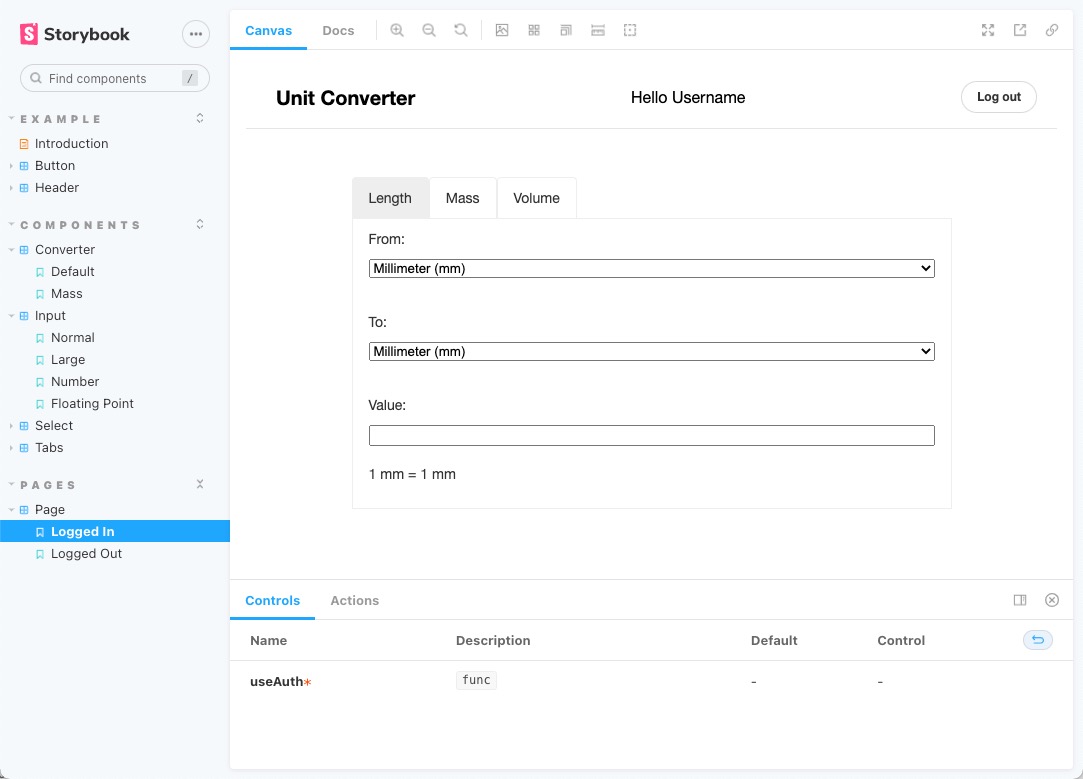 Storybook
Find components /
EXAMPLE
Introduction
Button
Header
COMPONENTS
Converter
Default
Mass
Input
Normal
Large
Number
Floating Point
Select
Tabs
PAGES
Page
Logged In
Logged Out
Canvas Docs
Unit Converter Hello Username Log out
Length Mass Volume
From:
Millimeter (mm)
To:
Millimeter (mm)
Value:
1 mm = 1 mm
Controls Actions
Name Description Default Control
useAuth* func - -